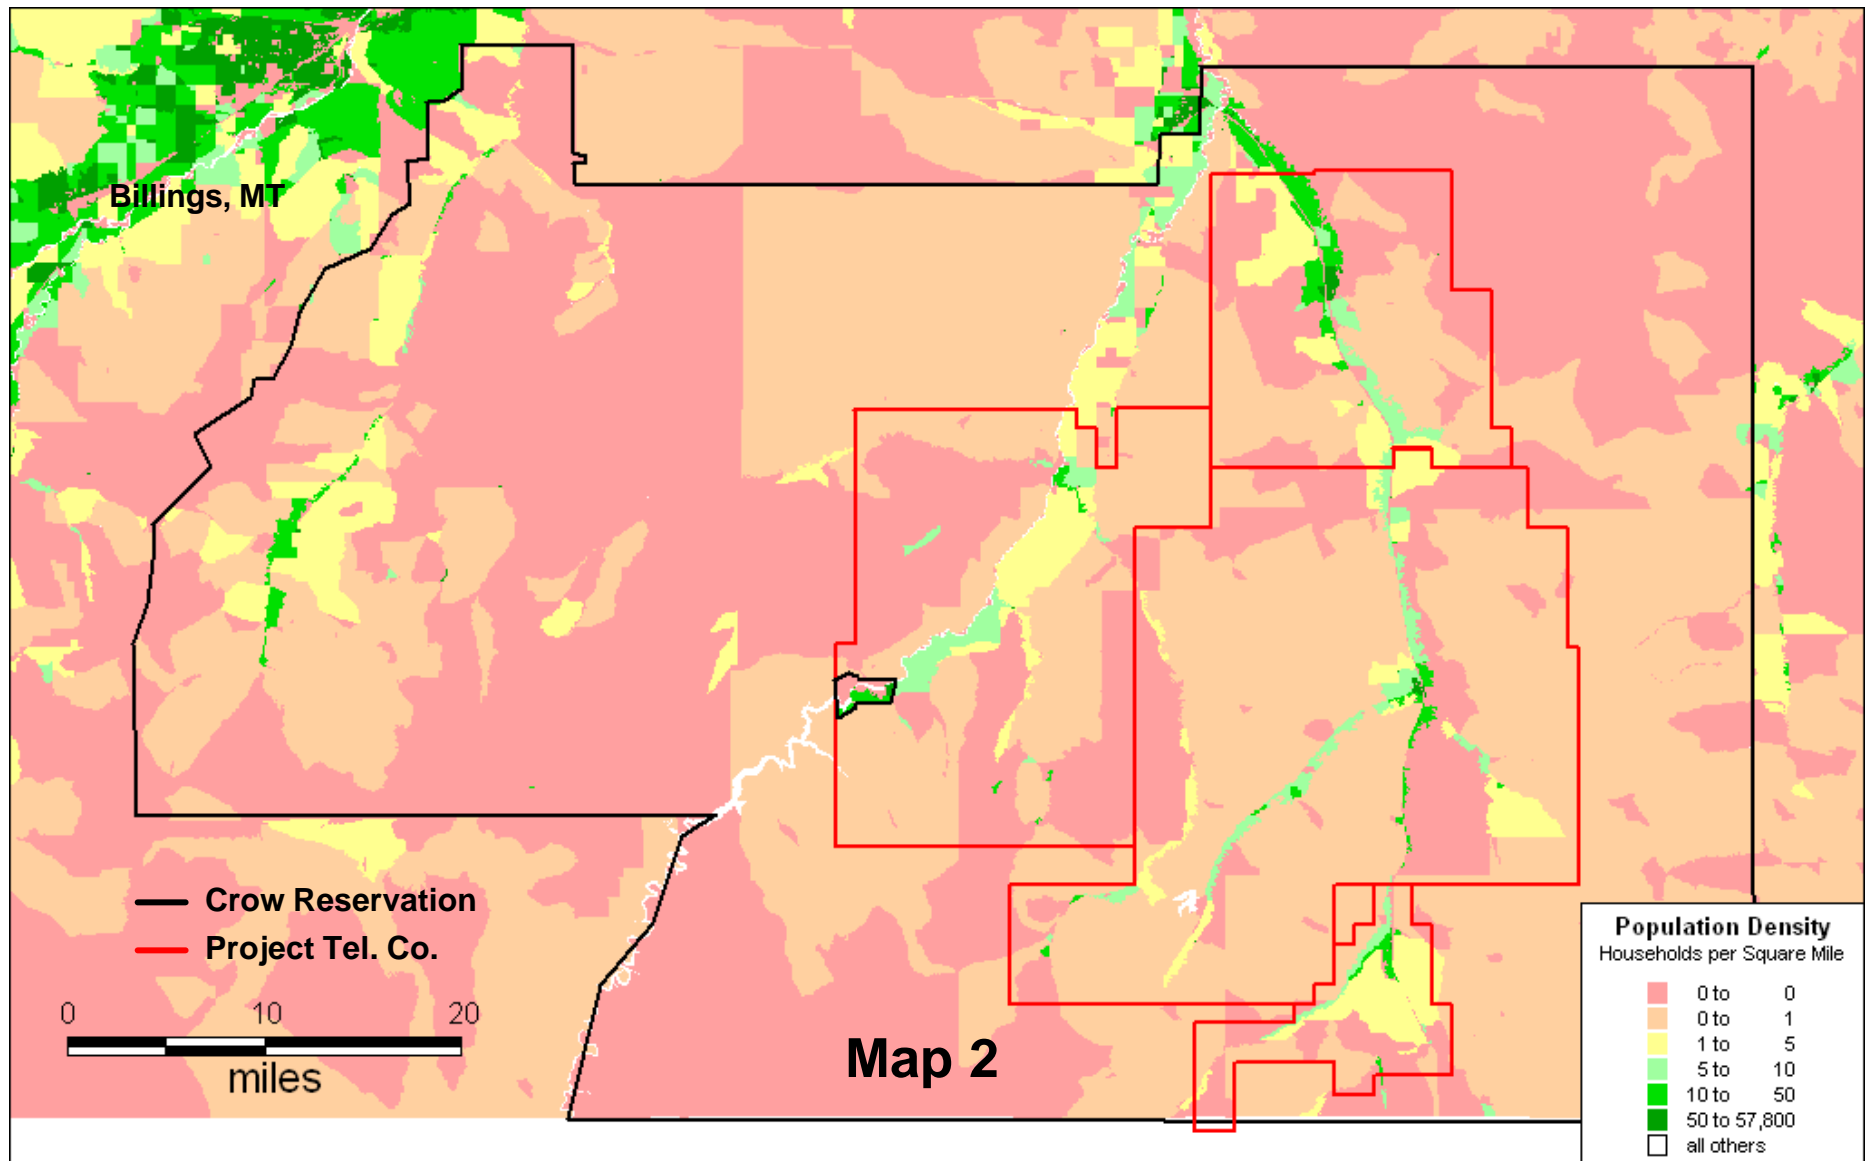 Billings, MT
Crow Reservation
Project Tel. Co.
0 10 20
miles
Map 2
Population Density
Households per Square Mile
0 to 0
0 to 1
1 to 5
5 to 10
10 to 50
50 to 57,800
all others